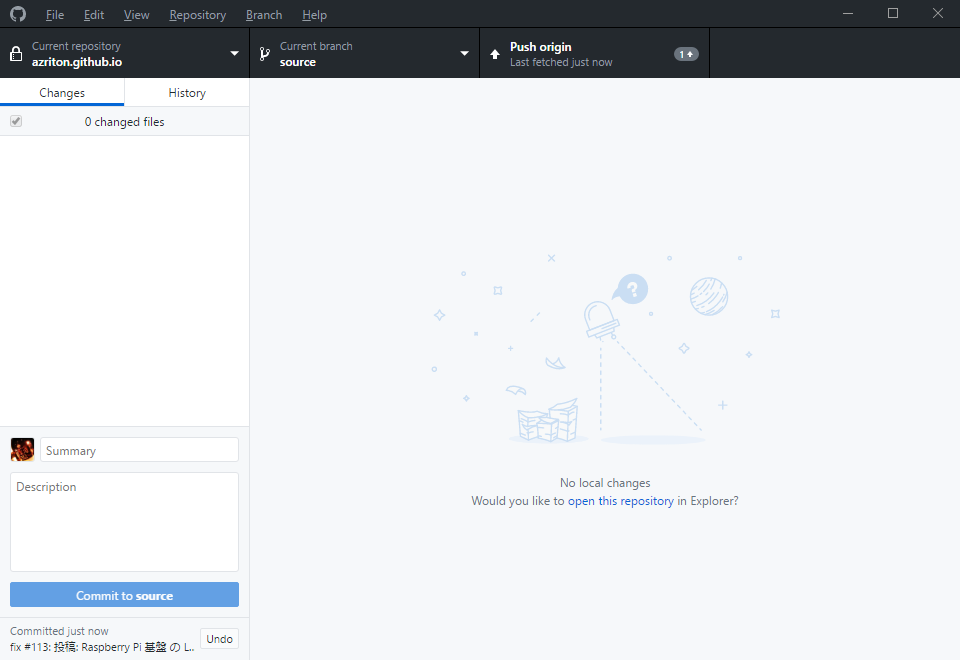 File Edit View Repository Branch Help
Current repository
azriton.github.io
Current branch
source
Push origin
Last fetched just now
1
Changes History
0 changed files
?
No local changes
Would you like to open this repository in Explorer?
Summary
Description
Commit to source
Committed just now
fix #113: 投稿: Raspberry Pi 基盤 の L..
Undo